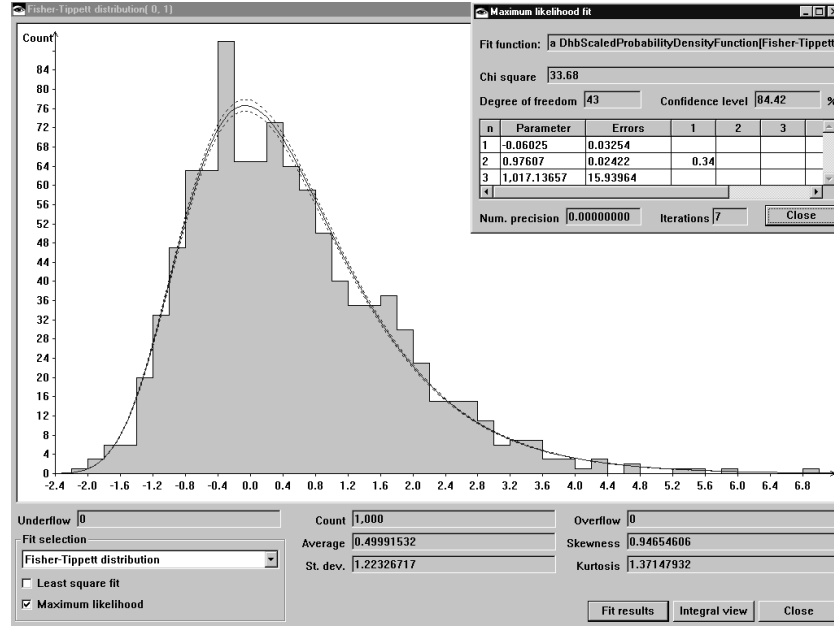 Fisher-Tippett distribution( 0, 1)
Count
84
80
76
72
68
64
60
56
52
48
44
40
36
32
28
24
20
16
12
8
4
0
-2.4 -2.0 -1.6 -1.2 -0.8 -0.4 0.0 0.4 0.8 1.2 1.6 2.0 2.4 2.8 3.2 3.6 4.0 4.4 4.8 5.2 5.6 6.0 6.4 6.8
Maximum likelihood fit
Fit function: a DhbScaledProbabilityDensityFunction[Fisher-Tippett
Chi square 33.68
Degree of freedom 43 Confidence level 84.42 %
n Parameter Errors 1 2 3
1 -0.06025 0.03254
2 0.97607 0.02422 0.34
3 1,017.13657 15.93964
Num. precision 0.00000000 Iterations 7 Close
Underflow 0 Count 1,000 Overflow 0
Fit selection Average 0.49991532 Skewness 0.94654606
Fisher-Tippett distribution St. dev. 1.22326717 Kurtosis 1.37147932
Least square fit
Maximum likelihood
Fit results Integral view Close